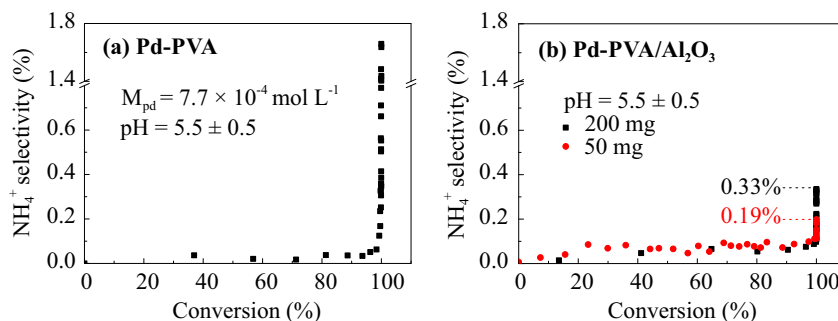 (a) Pd-PVA
M_pd = 7.7 × 10⁻⁴ mol L⁻¹
pH = 5.5 ± 0.5
NH₄⁺ selectivity (%)
1.8
1.4
0.6
0.4
0.2
0.0
0 20 40 60 80 100
Conversion (%)
(b) Pd-PVA/Al₂O₃
pH = 5.5 ± 0.5
200 mg
50 mg
0.33%
0.19%
NH₄⁺ selectivity (%)
1.8
1.4
0.6
0.4
0.2
0.0
0 20 40 60 80 100
Conversion (%)